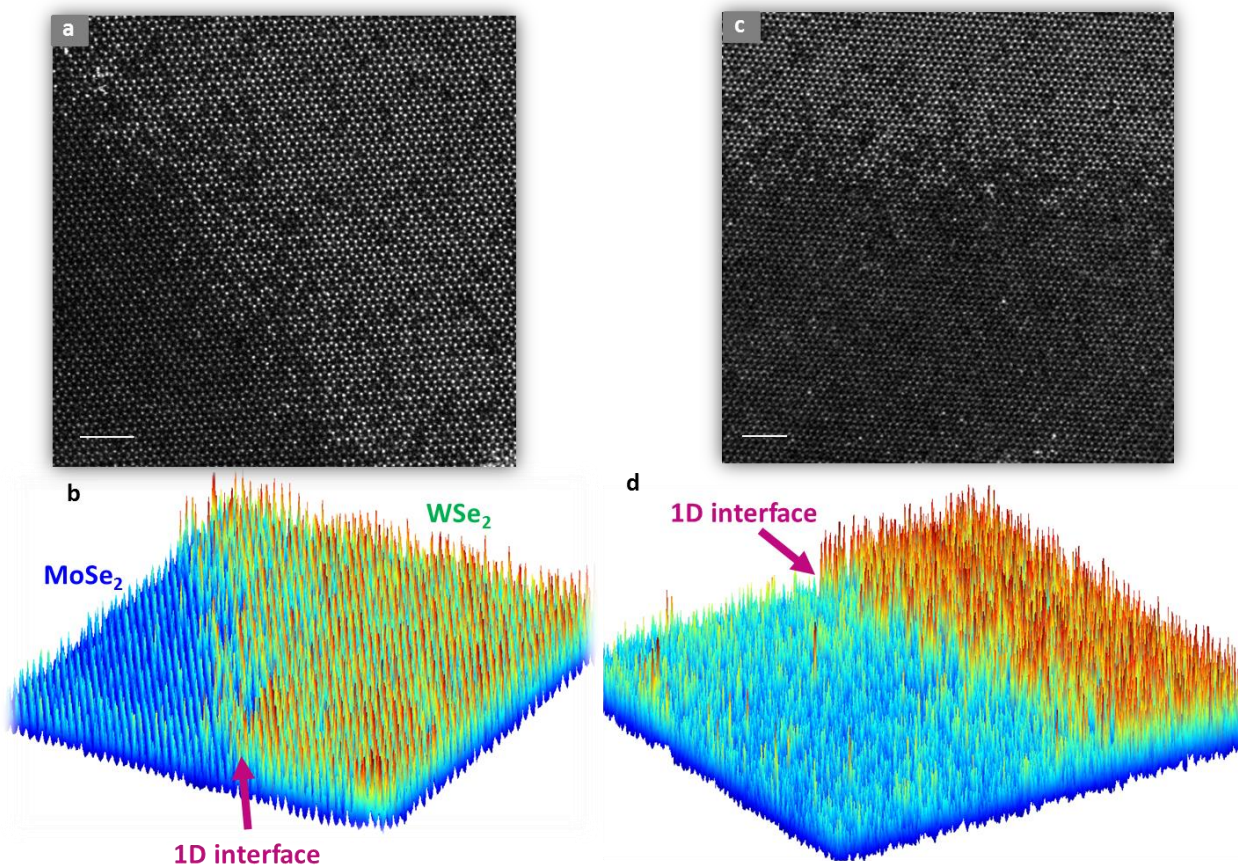 a
c
b
WSe₂
MoSe₂
1D interface
d
1D interface